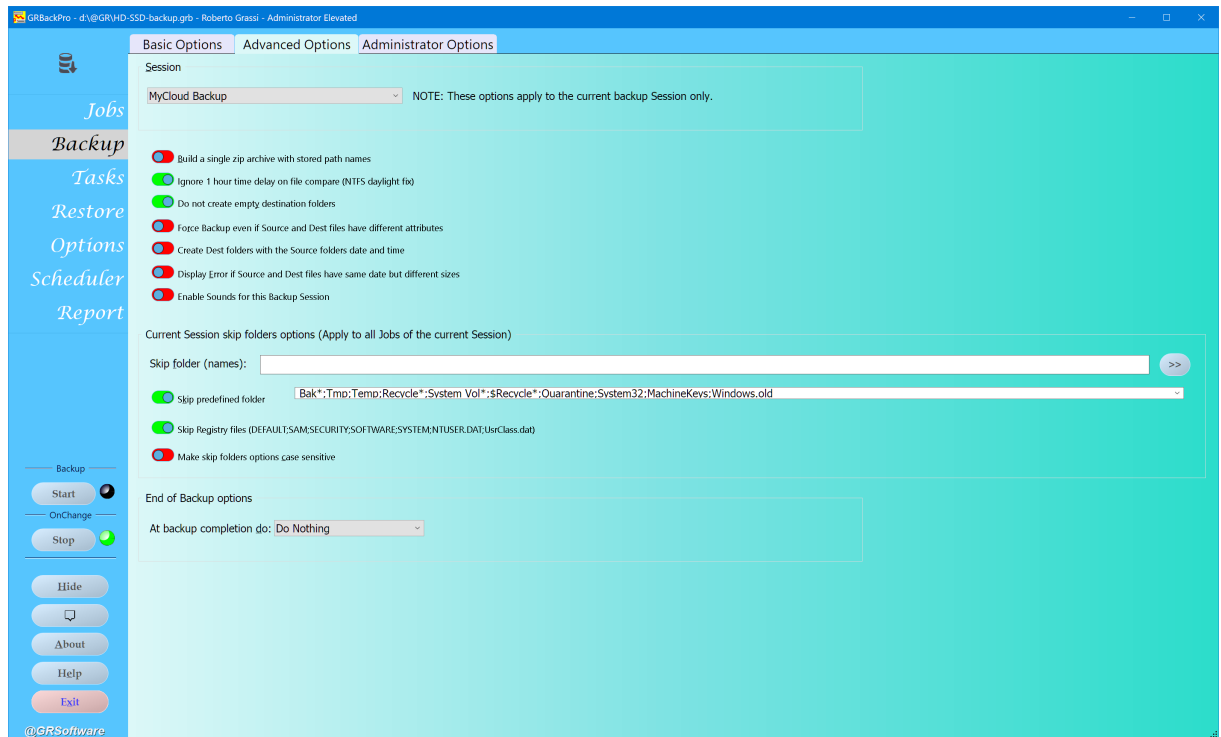 GRBackPro - d:\@GR\HD-SSD-backup.grb - Roberto Grassi - Administrator Elevated
Basic Options Advanced Options Administrator Options
Session
MyCloud Backup NOTE: These options apply to the current backup Session only.
Jobs
Backup
Tasks
Restore
Options
Scheduler
Report
Build a single zip archive with stored path names
Ignore 1 hour time delay on file compare (NTFS daylight fix)
Do not create empty destination folders
Force Backup even if Source and Dest files have different attributes
Create Dest folders with the Source folders date and time
Display Error if Source and Dest files have same date but different sizes
Enable Sounds for this Backup Session
Current Session skip folders options (Apply to all Jobs of the current Session)
Skip folder (names): >>
Skip predefined folder Bak*;Tmp;Temp;Recycle*;System Vol*;$Recycle*;Quarantine;System32;MachineKeys;Windows.old
Skip Registry files (DEFAULT;SAM;SECURITY;SOFTWARE;SYSTEM;NTUSER.DAT;UsrClass.dat)
Make skip folders options case sensitive
End of Backup options
At backup completion do: Do Nothing
Backup
Start
OnChange
Stop
Hide
About
Help
Exit
@GRSoftware